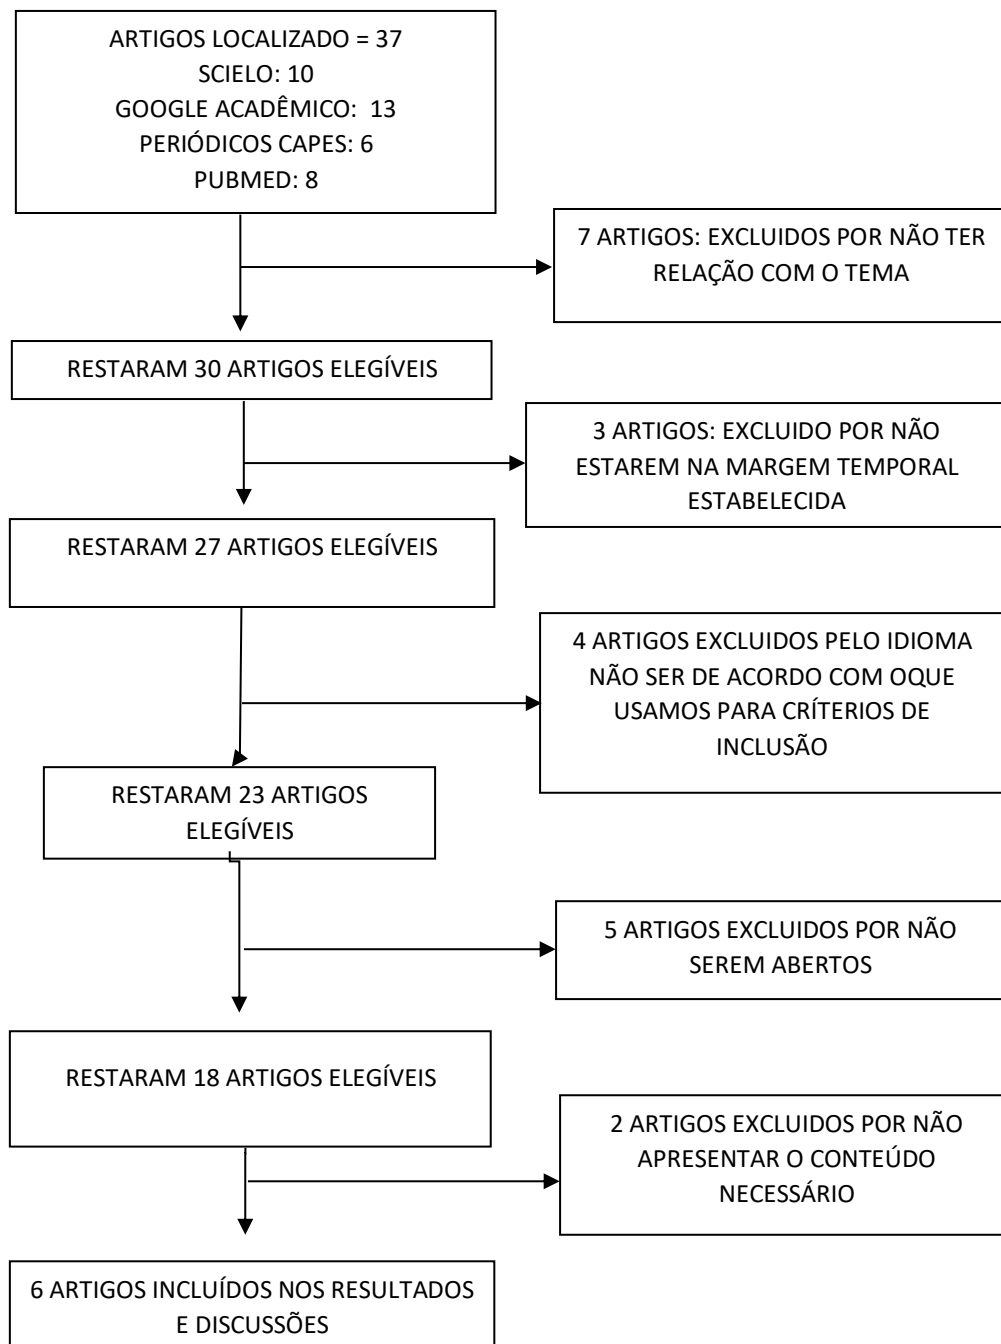 ARTIGOS LOCALIZADO = 37
SCIELO: 10
GOOGLE ACADÊMICO: 13
PERIÓDICOS CAPES: 6
PUBMED: 8
7 ARTIGOS: EXCLUIDOS POR NÃO TER
RELAÇÃO COM O TEMA
RESTARAM 30 ARTIGOS ELEGÍVEIS
3 ARTIGOS: EXCLUIDO POR NÃO
ESTAREM NA MARGEM TEMPORAL
ESTABELECIDA
RESTARAM 27 ARTIGOS ELEGÍVEIS
4 ARTIGOS EXCLUIDOS PELO IDIOMA
NÃO SER DE ACORDO COM OQUE
USAMOS PARA CRÍTERIOS DE
INCLUSÃO
RESTARAM 23 ARTIGOS
ELEGÍVEIS
5 ARTIGOS EXCLUIDOS POR NÃO
SEREM ABERTOS
RESTARAM 18 ARTIGOS ELEGÍVEIS
2 ARTIGOS EXCLUIDOS POR NÃO
APRESENTAR O CONTEÚDO
NECESSÁRIO
6 ARTIGOS INCLUÍDOS NOS RESULTADOS
E DISCUSSÕES